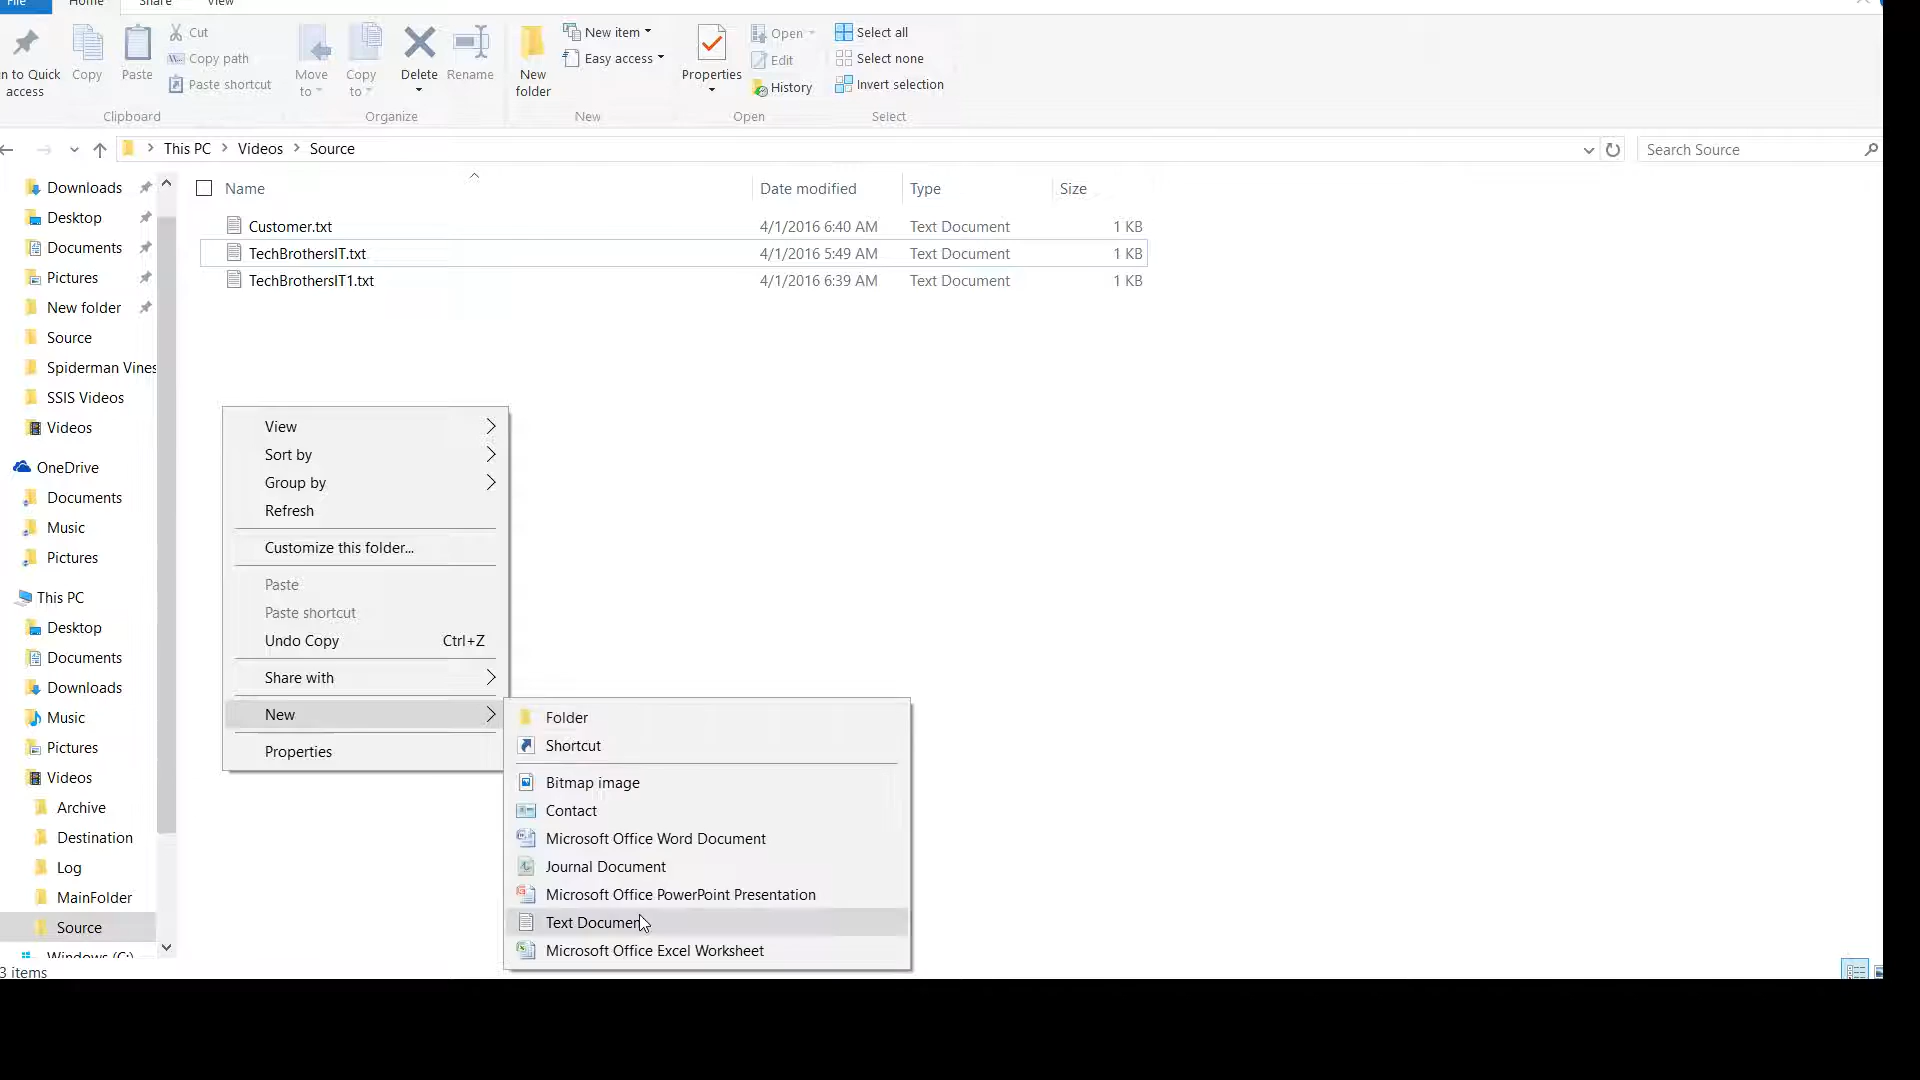 File Home Share View
Cut
Copy path
Paste shortcut
n to Quick
access
Copy
Paste
Move
to
Copy
to
Delete
Rename
New
folder
New item
Easy access
Properties
Open
Edit
History
Select all
Select none
Invert selection
Clipboard Organize New Open Select
This PC Videos Source
Search Source
Name Date modified Type Size
Customer.txt 4/1/2016 6:40 AM Text Document 1 KB
TechBrothersIT.txt 4/1/2016 5:49 AM Text Document 1 KB
TechBrothersIT1.txt 4/1/2016 6:39 AM Text Document 1 KB
Downloads
Desktop
Documents
Pictures
New folder
Source
Spiderman Vines
SSIS Videos
Videos
OneDrive
Documents
Music
Pictures
This PC
Desktop
Documents
Downloads
Music
Pictures
Videos
Archive
Destination
Log
MainFolder
Source
Windows (C:)
3 items
View
Sort by
Group by
Refresh
Customize this folder...
Paste
Paste shortcut
Undo Copy Ctrl+Z
Share with
New
Properties
Folder
Shortcut
Bitmap image
Contact
Microsoft Office Word Document
Journal Document
Microsoft Office PowerPoint Presentation
Text Document
Microsoft Office Excel Worksheet